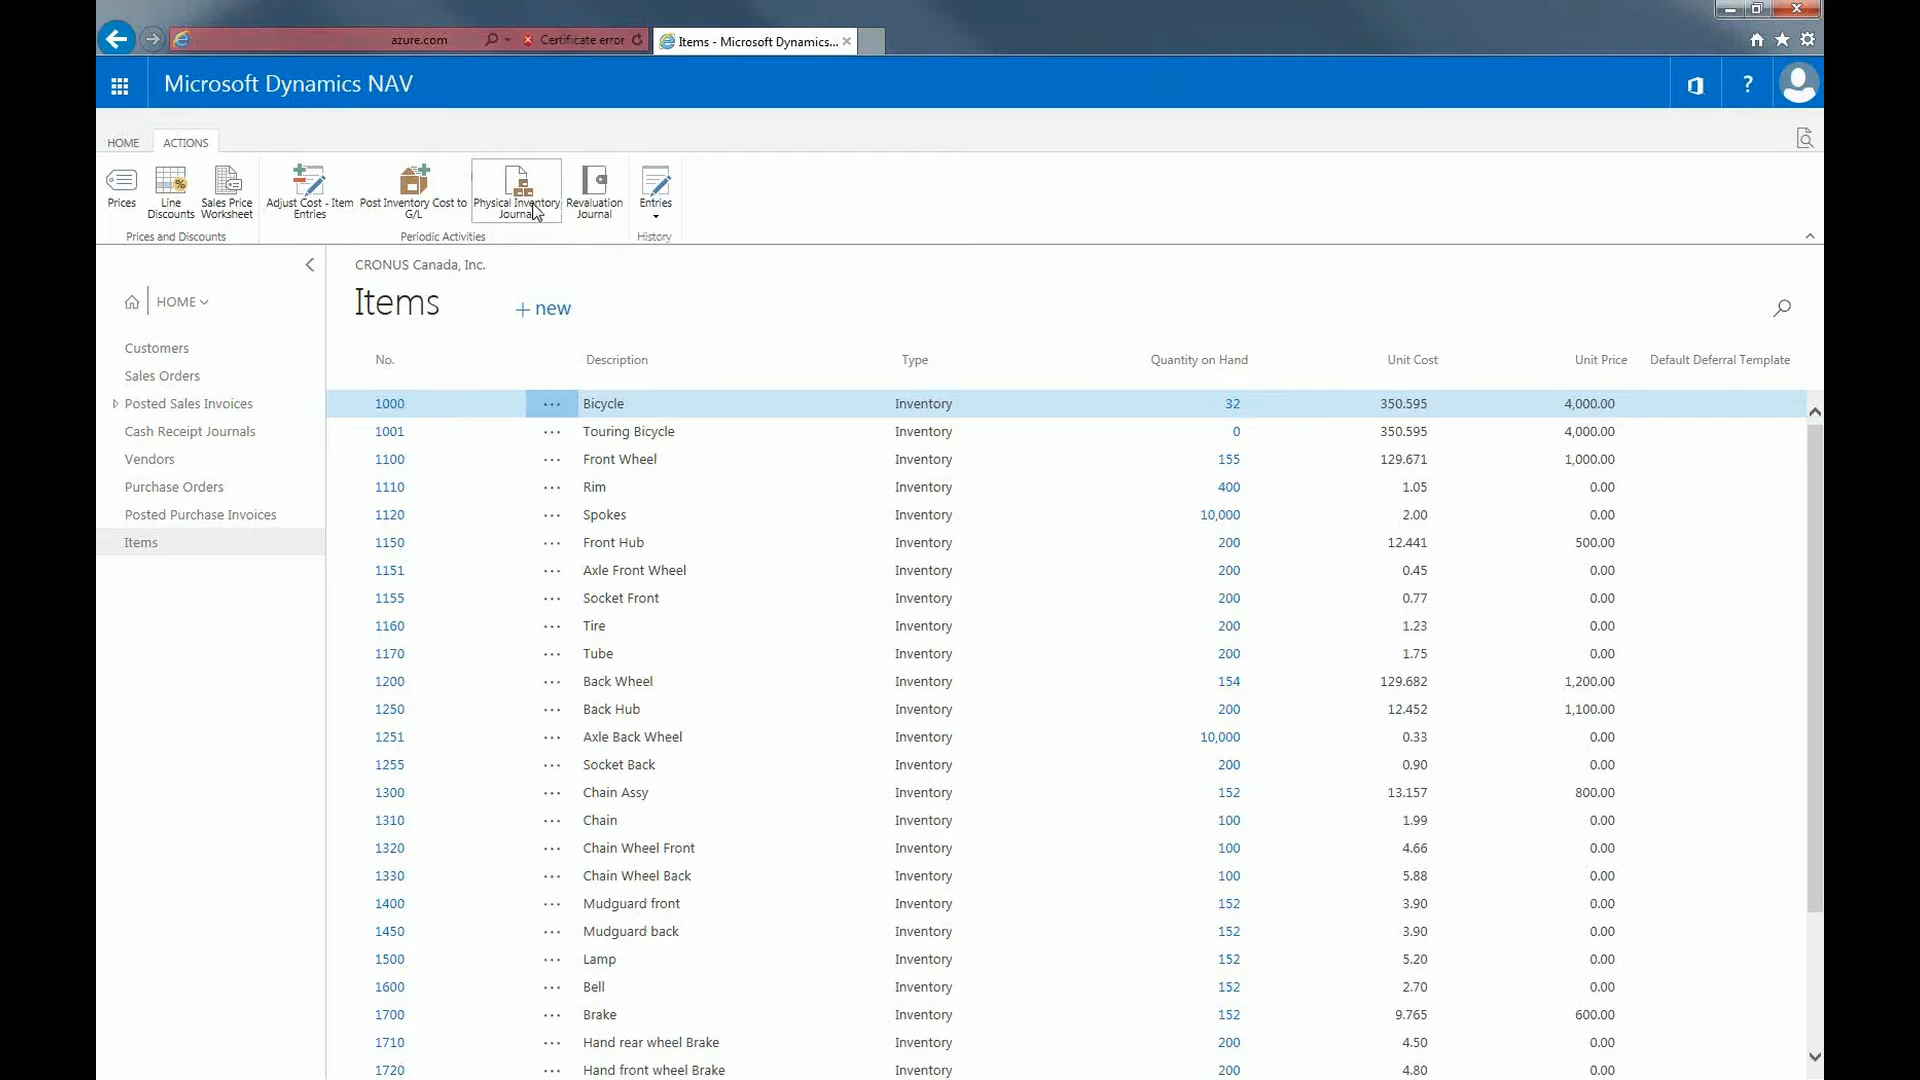 azure.com Certificate error Items - Microsoft Dynamics...
Microsoft Dynamics NAV ?
HOME ACTIONS
Prices Line Discounts Sales Price Worksheet Adjust Cost - Item Entries Post Inventory Cost to G/L Physical Inventory Journal Revaluation Journal Entries
Prices and Discounts Periodic Activities History
HOME
Customers
Sales Orders
Posted Sales Invoices
Cash Receipt Journals
Vendors
Purchase Orders
Posted Purchase Invoices
Items
CRONUS Canada, Inc.
Items + new
No. Description Type Quantity on Hand Unit Cost Unit Price Default Deferral Template
1000 ... Bicycle Inventory 32 350.595 4,000.00
1001 ... Touring Bicycle Inventory 0 350.595 4,000.00
1100 ... Front Wheel Inventory 155 129.671 1,000.00
1110 ... Rim Inventory 400 1.05 0.00
1120 ... Spokes Inventory 10,000 2.00 0.00
1150 ... Front Hub Inventory 200 12.441 500.00
1151 ... Axle Front Wheel Inventory 200 0.45 0.00
1155 ... Socket Front Inventory 200 0.77 0.00
1160 ... Tire Inventory 200 1.23 0.00
1170 ... Tube Inventory 200 1.75 0.00
1200 ... Back Wheel Inventory 154 129.682 1,200.00
1250 ... Back Hub Inventory 200 12.452 1,100.00
1251 ... Axle Back Wheel Inventory 10,000 0.33 0.00
1255 ... Socket Back Inventory 200 0.90 0.00
1300 ... Chain Assy Inventory 152 13.157 800.00
1310 ... Chain Inventory 100 1.99 0.00
1320 ... Chain Wheel Front Inventory 100 4.66 0.00
1330 ... Chain Wheel Back Inventory 100 5.88 0.00
1400 ... Mudguard front Inventory 152 3.90 0.00
1450 ... Mudguard back Inventory 152 3.90 0.00
1500 ... Lamp Inventory 152 5.20 0.00
1600 ... Bell Inventory 152 2.70 0.00
1700 ... Brake Inventory 152 9.765 600.00
1710 ... Hand rear wheel Brake Inventory 200 4.50 0.00
1720 ... Hand front wheel Brake Inventory 200 4.80 0.00